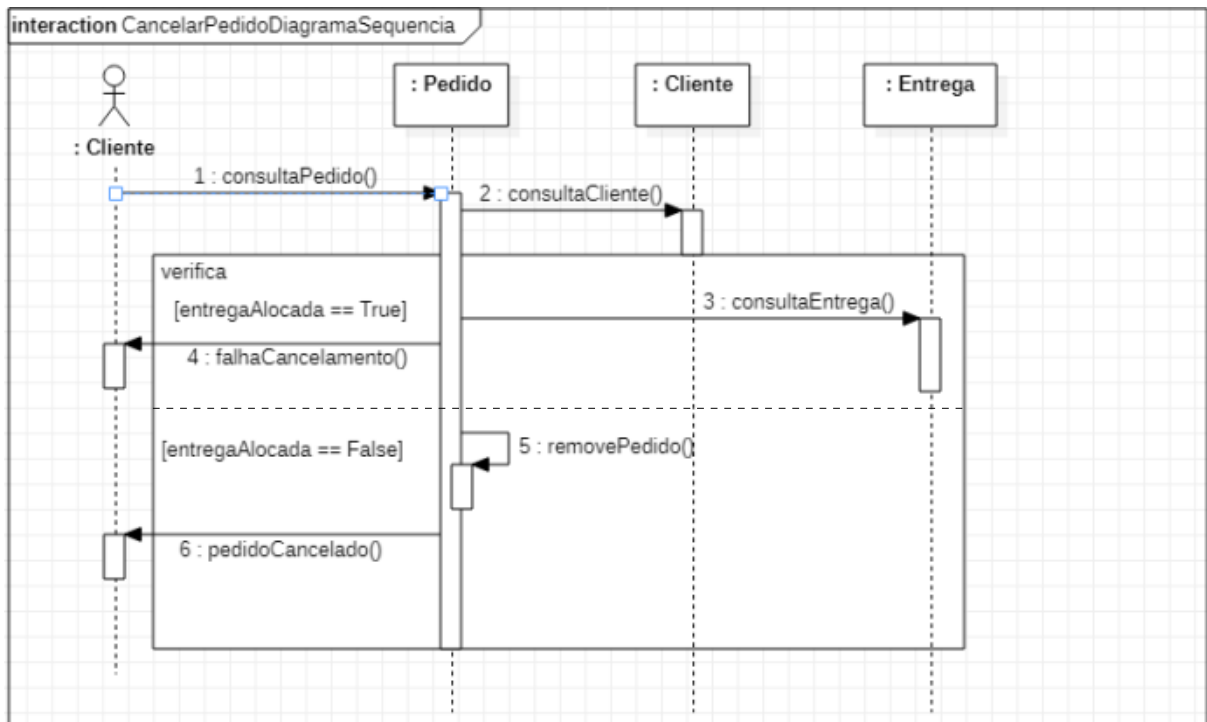 interaction CancelarPedidoDiagramaSequencia
: Pedido
: Cliente
: Entrega
: Cliente
1 : consultaPedido()
2 : consultaCliente()
verifica
[entregaAlocada == True]
3 : consultaEntrega()
4 : falhaCancelamento()
[entregaAlocada == False]
5 : removePedido()
6 : pedidoCancelado()